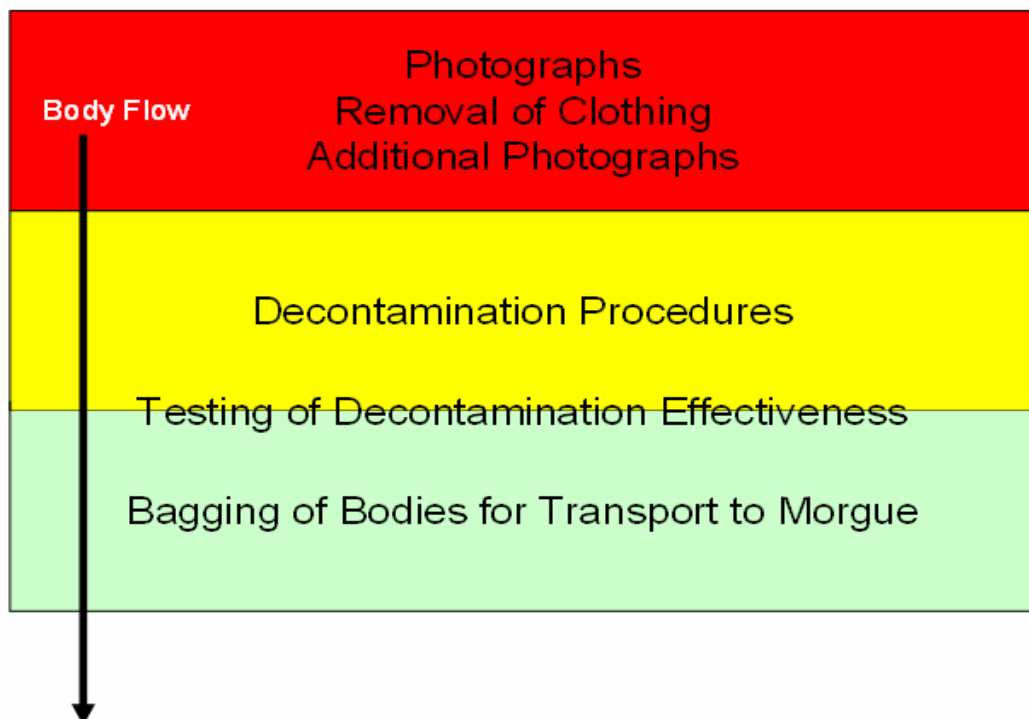 Photographs
Body Flow
Removal of Clothing
Additional Photographs
Decontamination Procedures
Testing of Decontamination Effectiveness
Bagging of Bodies for Transport to Morgue